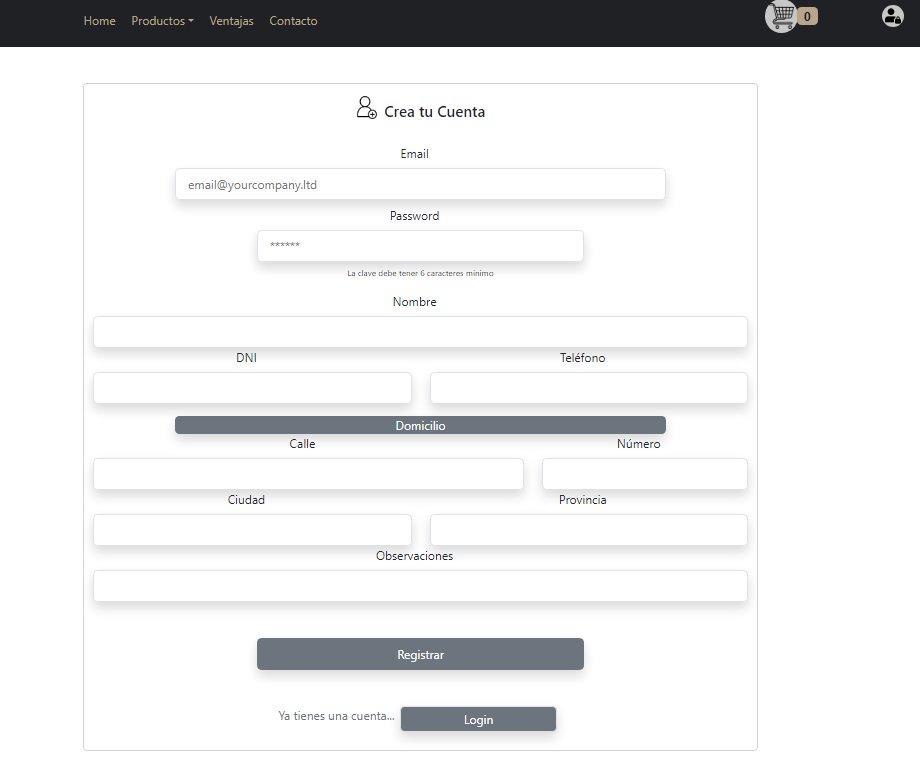 Home Productos Ventajas Contacto 0
Crea tu Cuenta
Email
email@yourcompany.ltd
Password
******
La clave debe tener 6 caracteres minimo
Nombre
DNI Teléfono
Domicilio
Calle Número
Ciudad Provincia
Observaciones
Registrar
Ya tienes una cuenta... Login